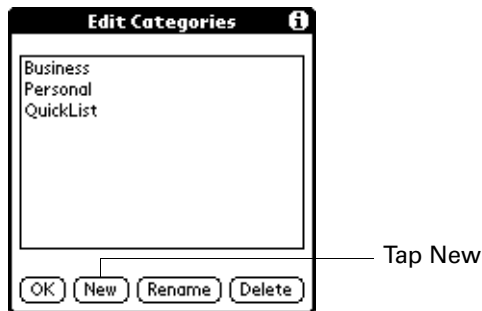 Edit Categories
Business
Personal
QuickList
Tap New
OK New Rename Delete